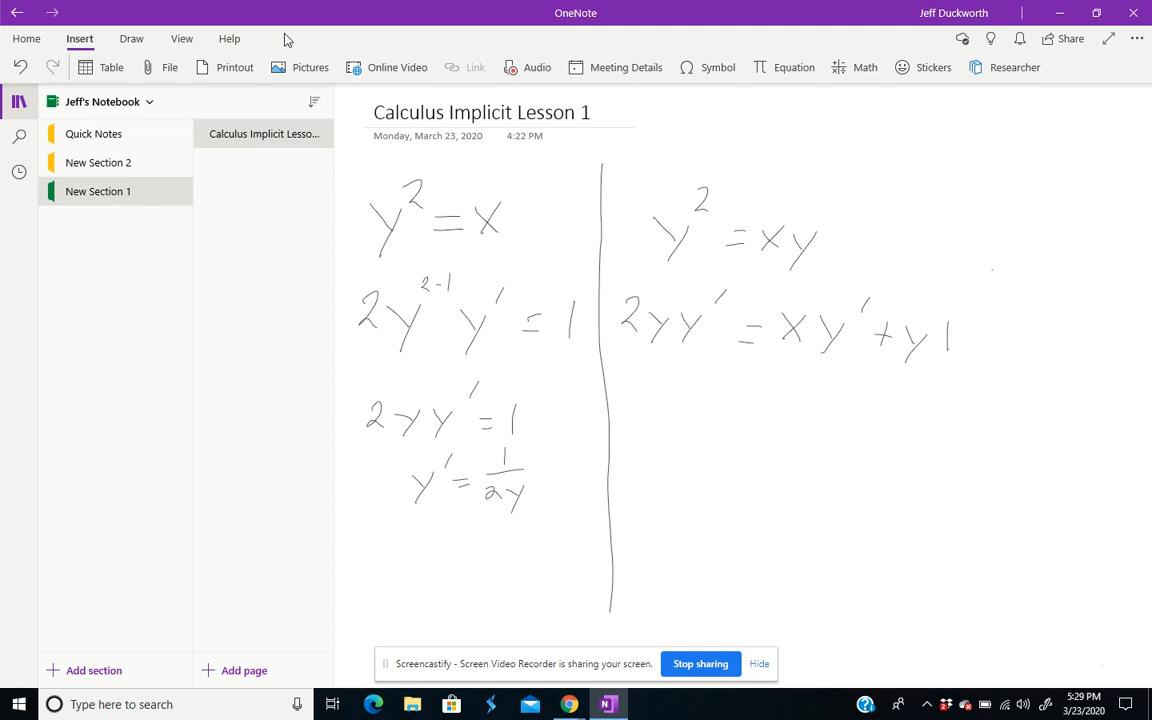 OneNote
Jeff Duckworth
Home
Insert
Draw
View
Help
Share
Table
File
Printout
Pictures
Online Video
Link
Audio
Meeting Details
Symbol
Equation
Math
Stickers
Researcher
Jeff's Notebook
Quick Notes
New Section 2
New Section 1
Calculus Implicit Lesso...
Calculus Implicit Lesson 1
Monday, March 23, 2020 4:22 PM
y² = x
2y²⁻¹ y' = 1
2yy' = 1
y' = 1/2y
y² = xy
2yy' = xy' + y1
Add section
Add page
Screencastify - Screen Video Recorder is sharing your screen.
Stop sharing
Hide
Type here to search
5:29 PM
3/23/2020